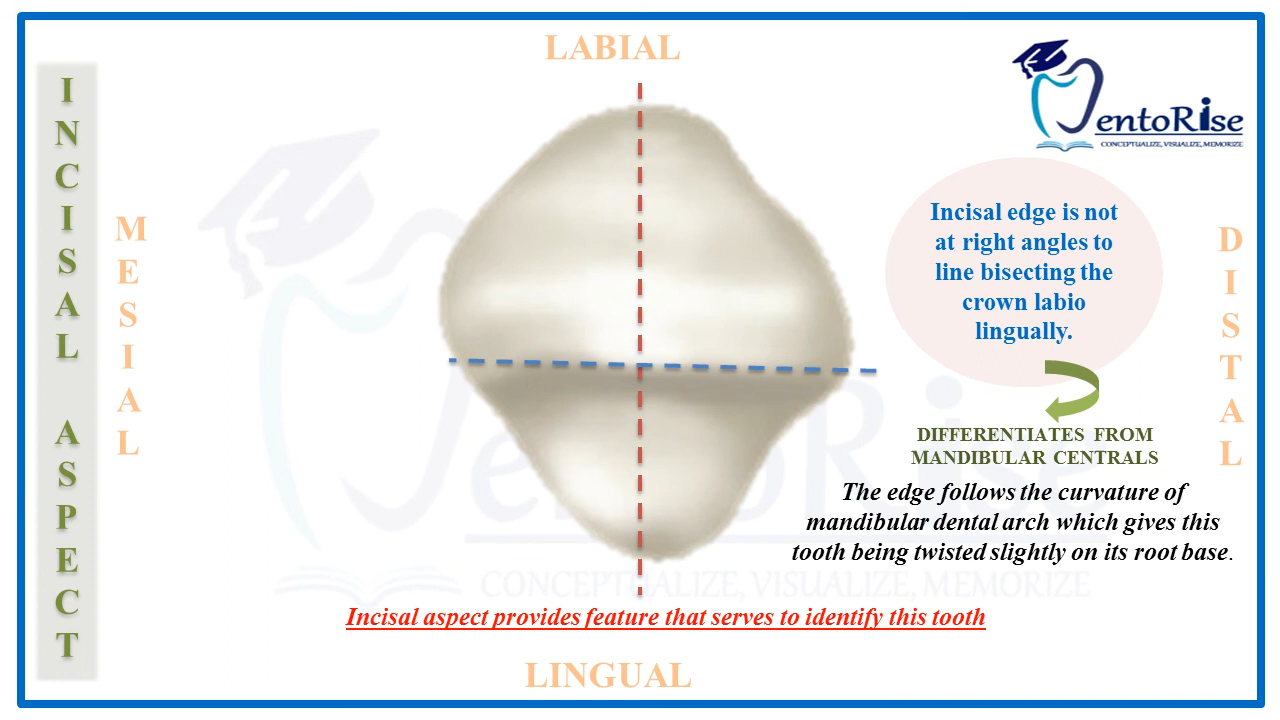 LABIAL
INCISAL ASPECT
MESIAL
DISTAL
entoRise
CONCEPTUALIZE, VISUALIZE, MEMORIZE
Incisal edge is not
at right angles to
line bisecting the
crown labio
lingually.
DIFFERENTIATES FROM
MANDIBULAR CENTRALS
The edge follows the curvature of
mandibular dental arch which gives this
tooth being twisted slightly on its root base.
entoRise
CONCEPTUALIZE, VISUALIZE, MEMORIZE
Incisal aspect provides feature that serves to identify this tooth
LINGUAL